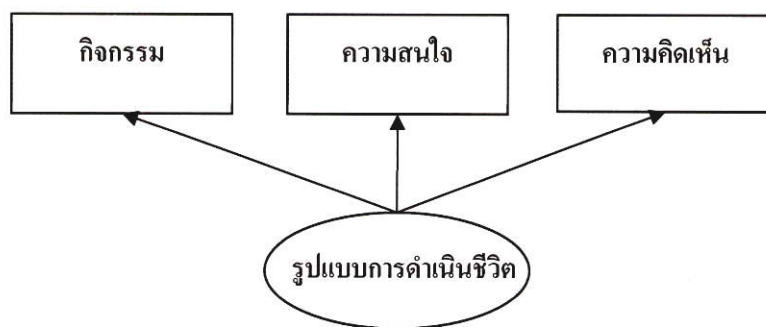 กิจกรรม
ความสนใจ
ความคิดเห็น
รูปแบบการดำเนินชีวิต